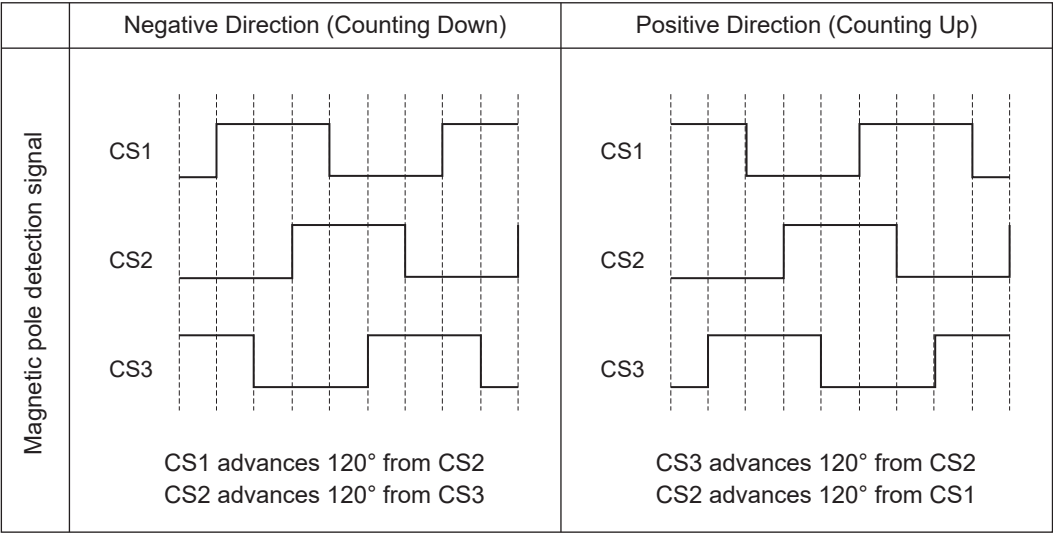 Negative Direction (Counting Down)
Positive Direction (Counting Up)
Magnetic pole detection signal
CS1
CS2
CS3
CS1 advances 120° from CS2
CS2 advances 120° from CS3
CS1
CS2
CS3
CS3 advances 120° from CS2
CS2 advances 120° from CS1